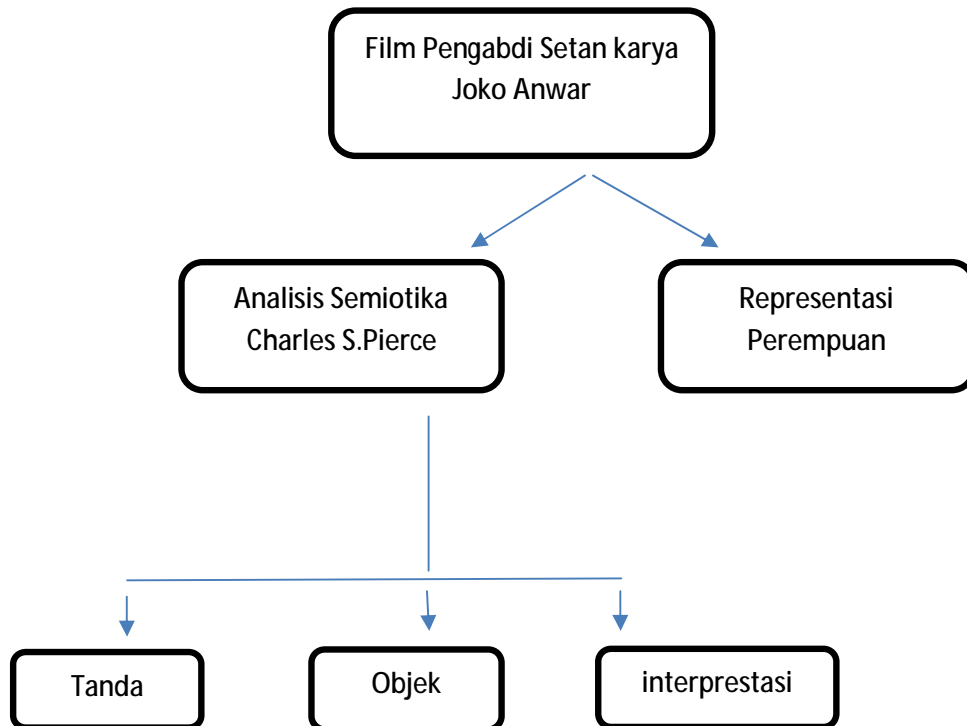 Film Pengabdi Setan karya
Joko Anwar
Analisis Semiotika
Charles S.Pierce
Representasi
Perempuan
Tanda
Objek
interprestasi